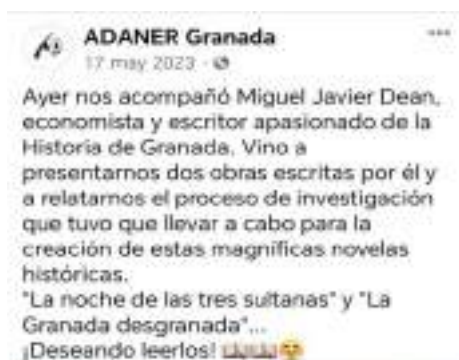 ADANER Granada
17 may 2023
Ayer nos acompañó Miguel Javier Dean,
economista y escritor apasionado de la
Historia de Granada. Vino a
presentarnos dos obras escritas por él y
a relatarnos el proceso de investigación
que tuvo que llevar a cabo para la
creación de estas magníficas novelas
históricas.
"La noche de las tres sultanas" y "La
Granada desgranada"...
¡Deseando leerlos! 📖📖😊